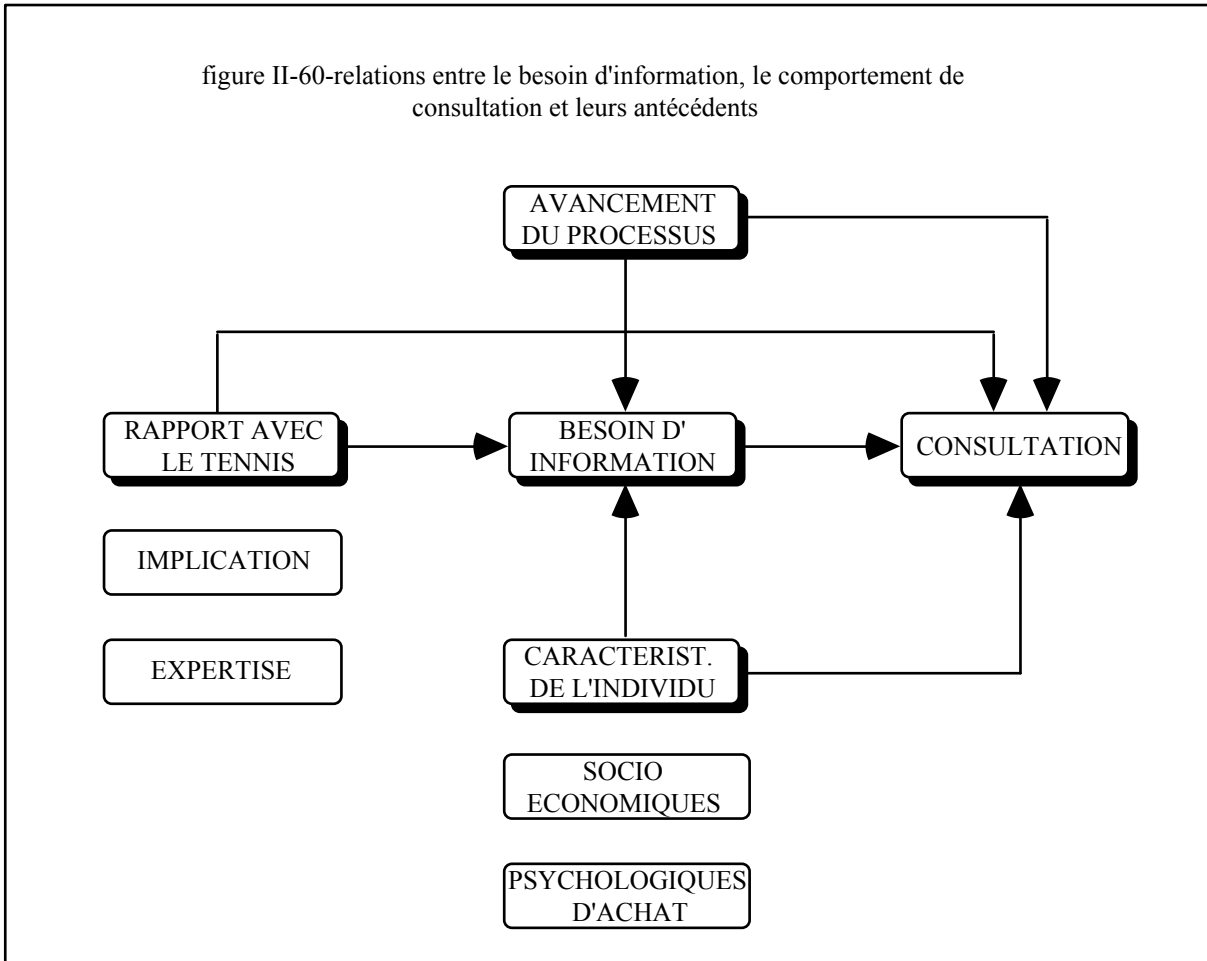 figure II-60-relations entre le besoin d'information, le comportement de
consultation et leurs antécédents
AVANCEMENT
DU PROCESSUS
RAPPORT AVEC
LE TENNIS
BESOIN D'
INFORMATION
CONSULTATION
IMPLICATION
EXPERTISE
CARACTERIST.
DE L'INDIVIDU
SOCIO
ECONOMIQUES
PSYCHOLOGIQUES
D'ACHAT